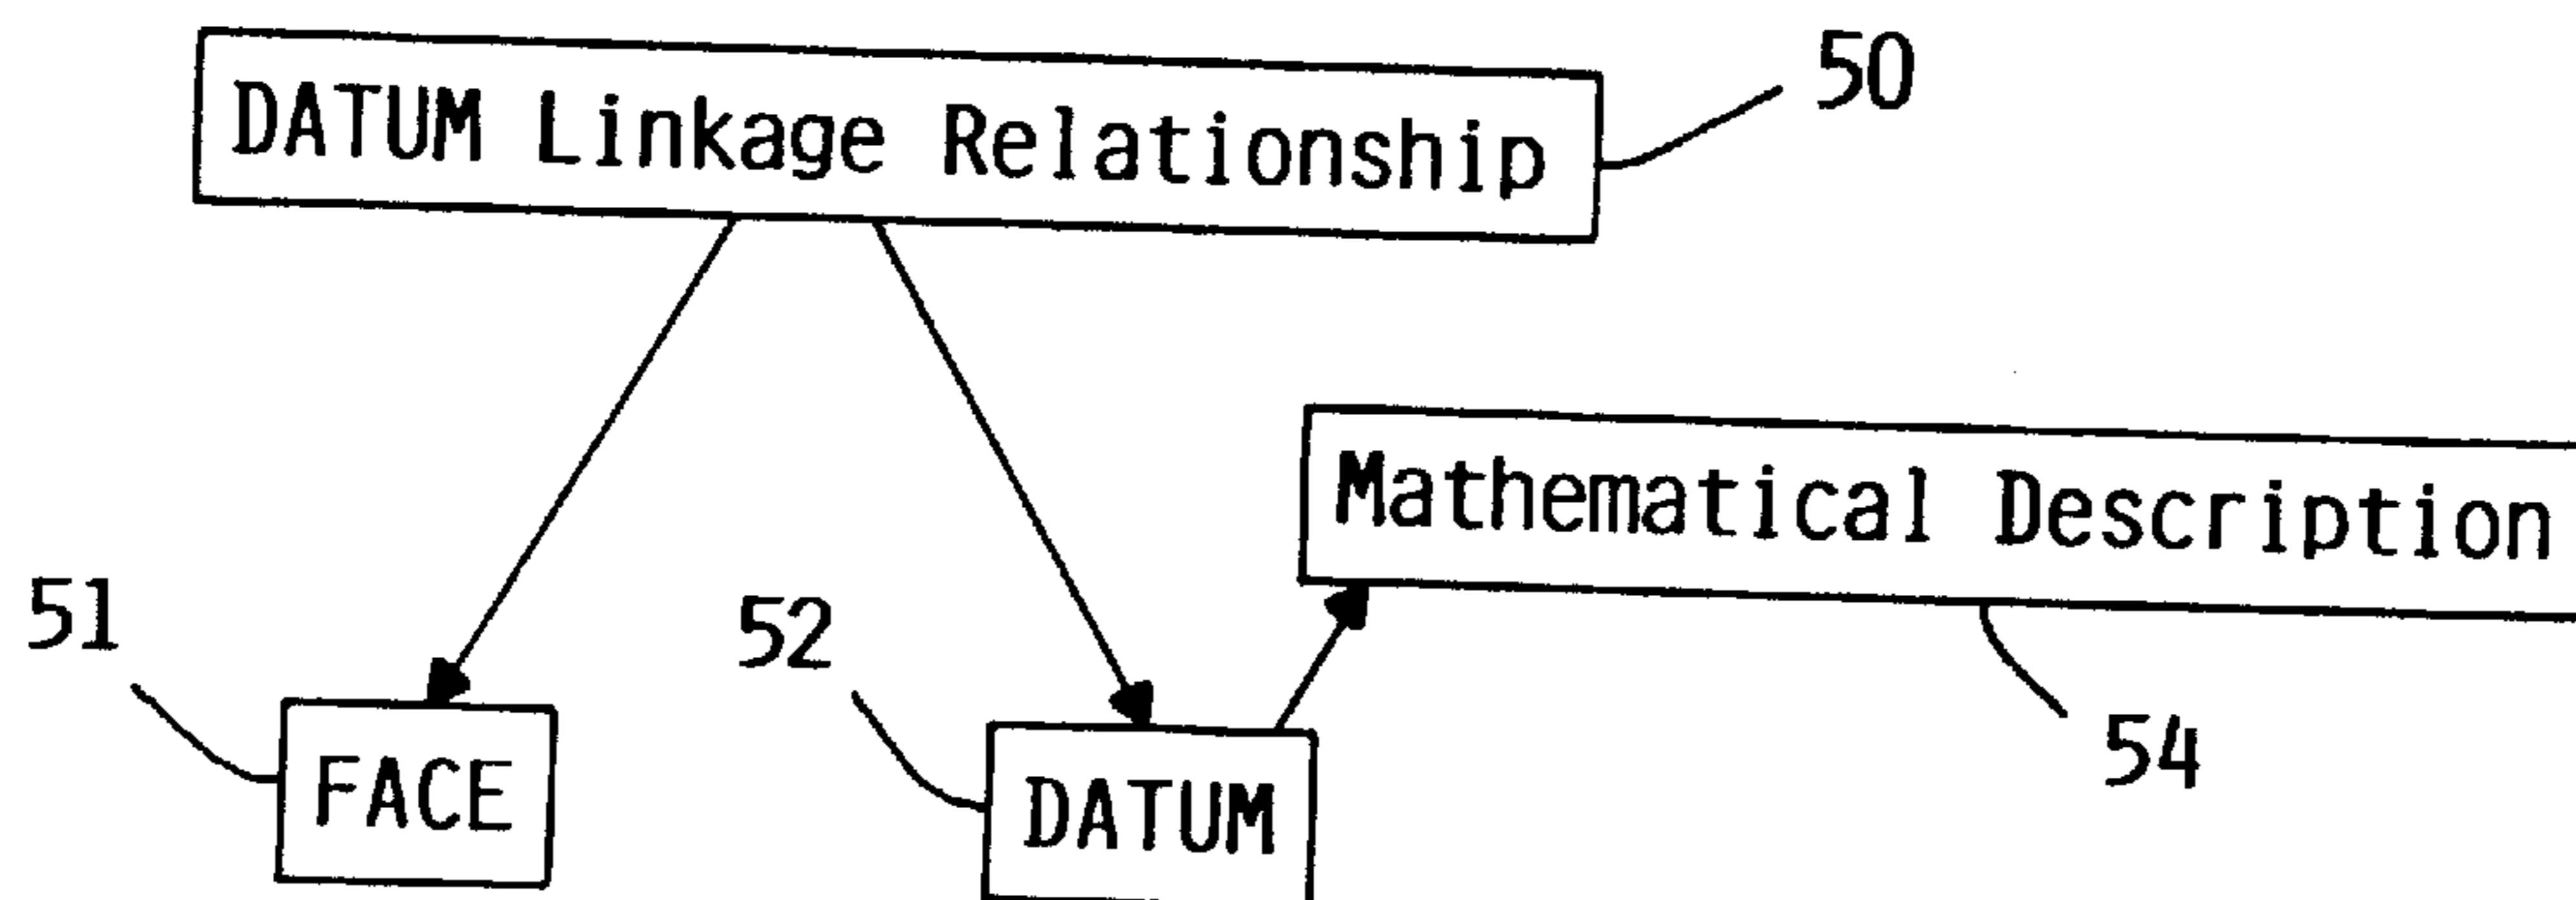 50
DATUM Linkage Relationship
Mathematical Description
51
52
54
FACE
DATUM